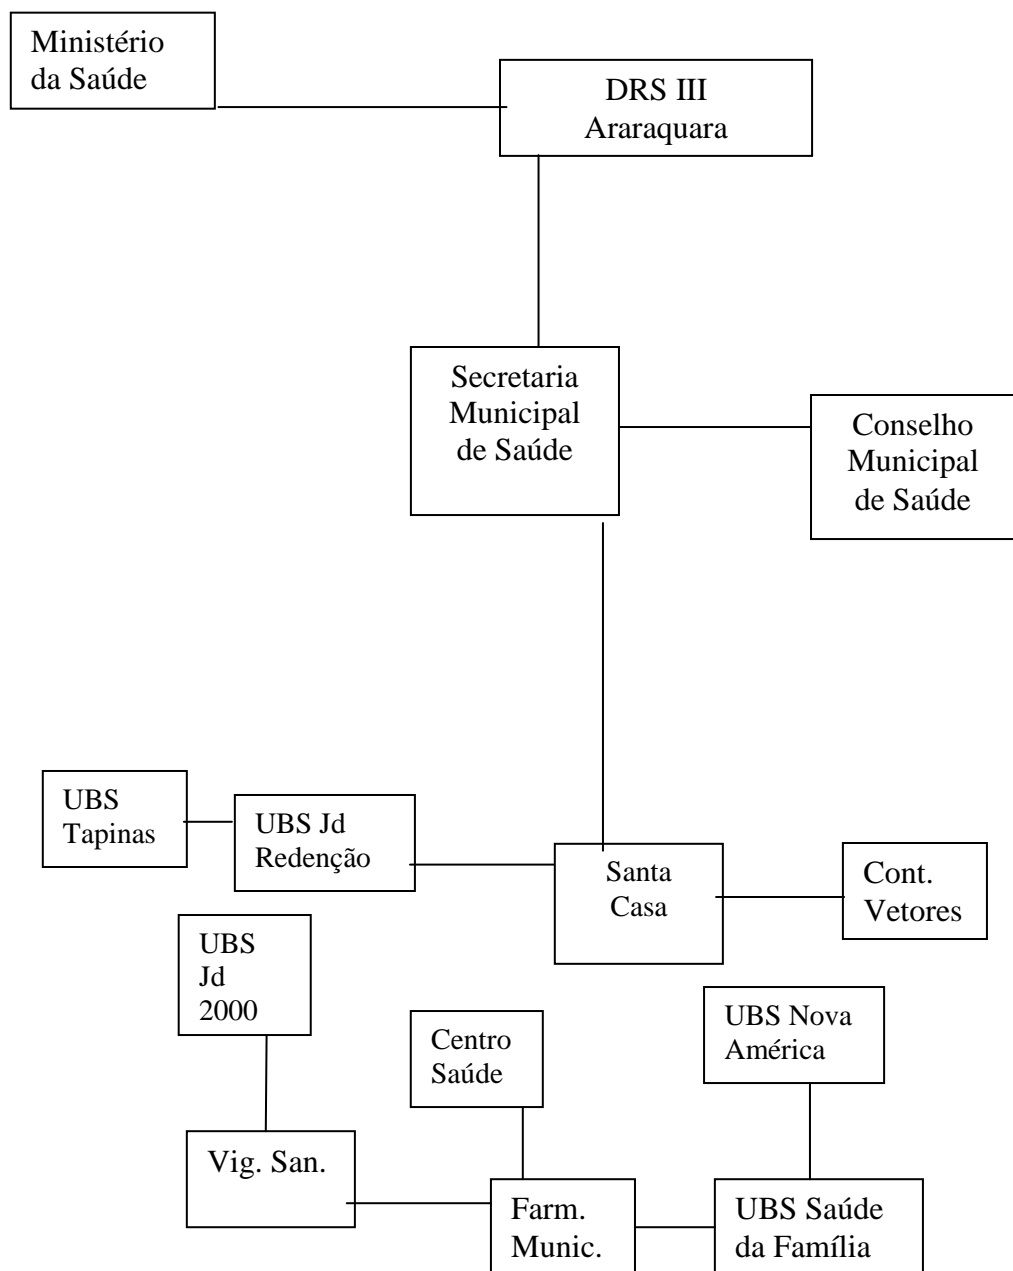 Ministério
da Saúde
DRS III
Araraquara
Secretaria
Municipal
de Saúde
Conselho
Municipal
de Saúde
UBS
Tapinas
UBS Jd
Redenção
Santa
Casa
Cont.
Vetores
UBS
Jd
2000
Centro
Saúde
UBS Nova
América
Vig. San.
Farm.
Munic.
UBS Saúde
da Família